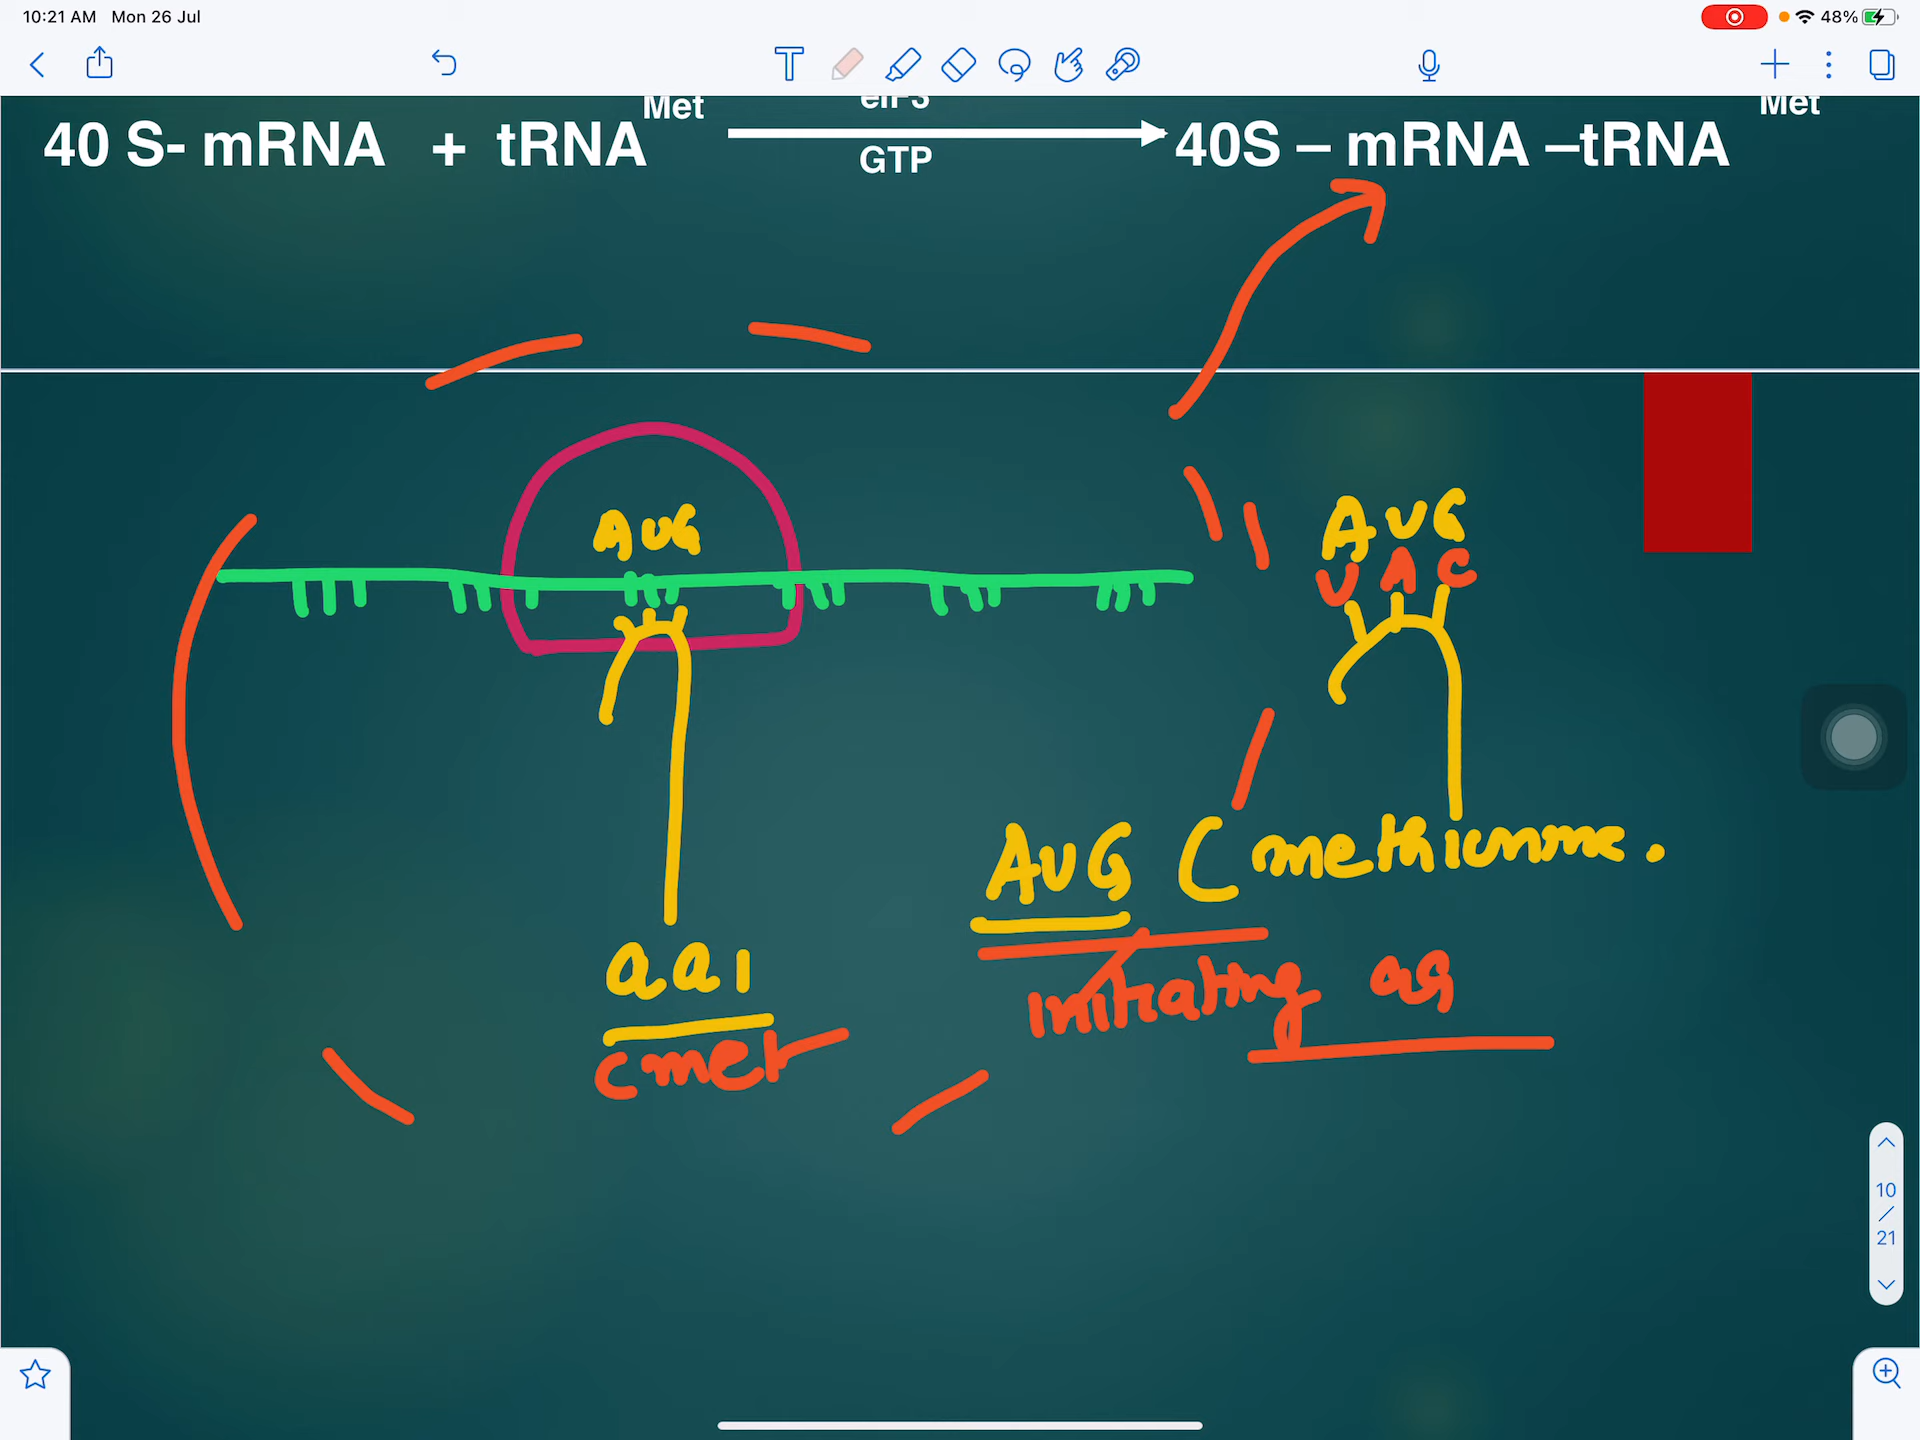 10:21 AM Mon 26 Jul 48%
Met eIF3 Met
40 S- mRNA + tRNA GTP 40S – mRNA –tRNA
AUG AUG
UAC
AUG (methionine.
aa1 initiating aa
(met
10
/
21